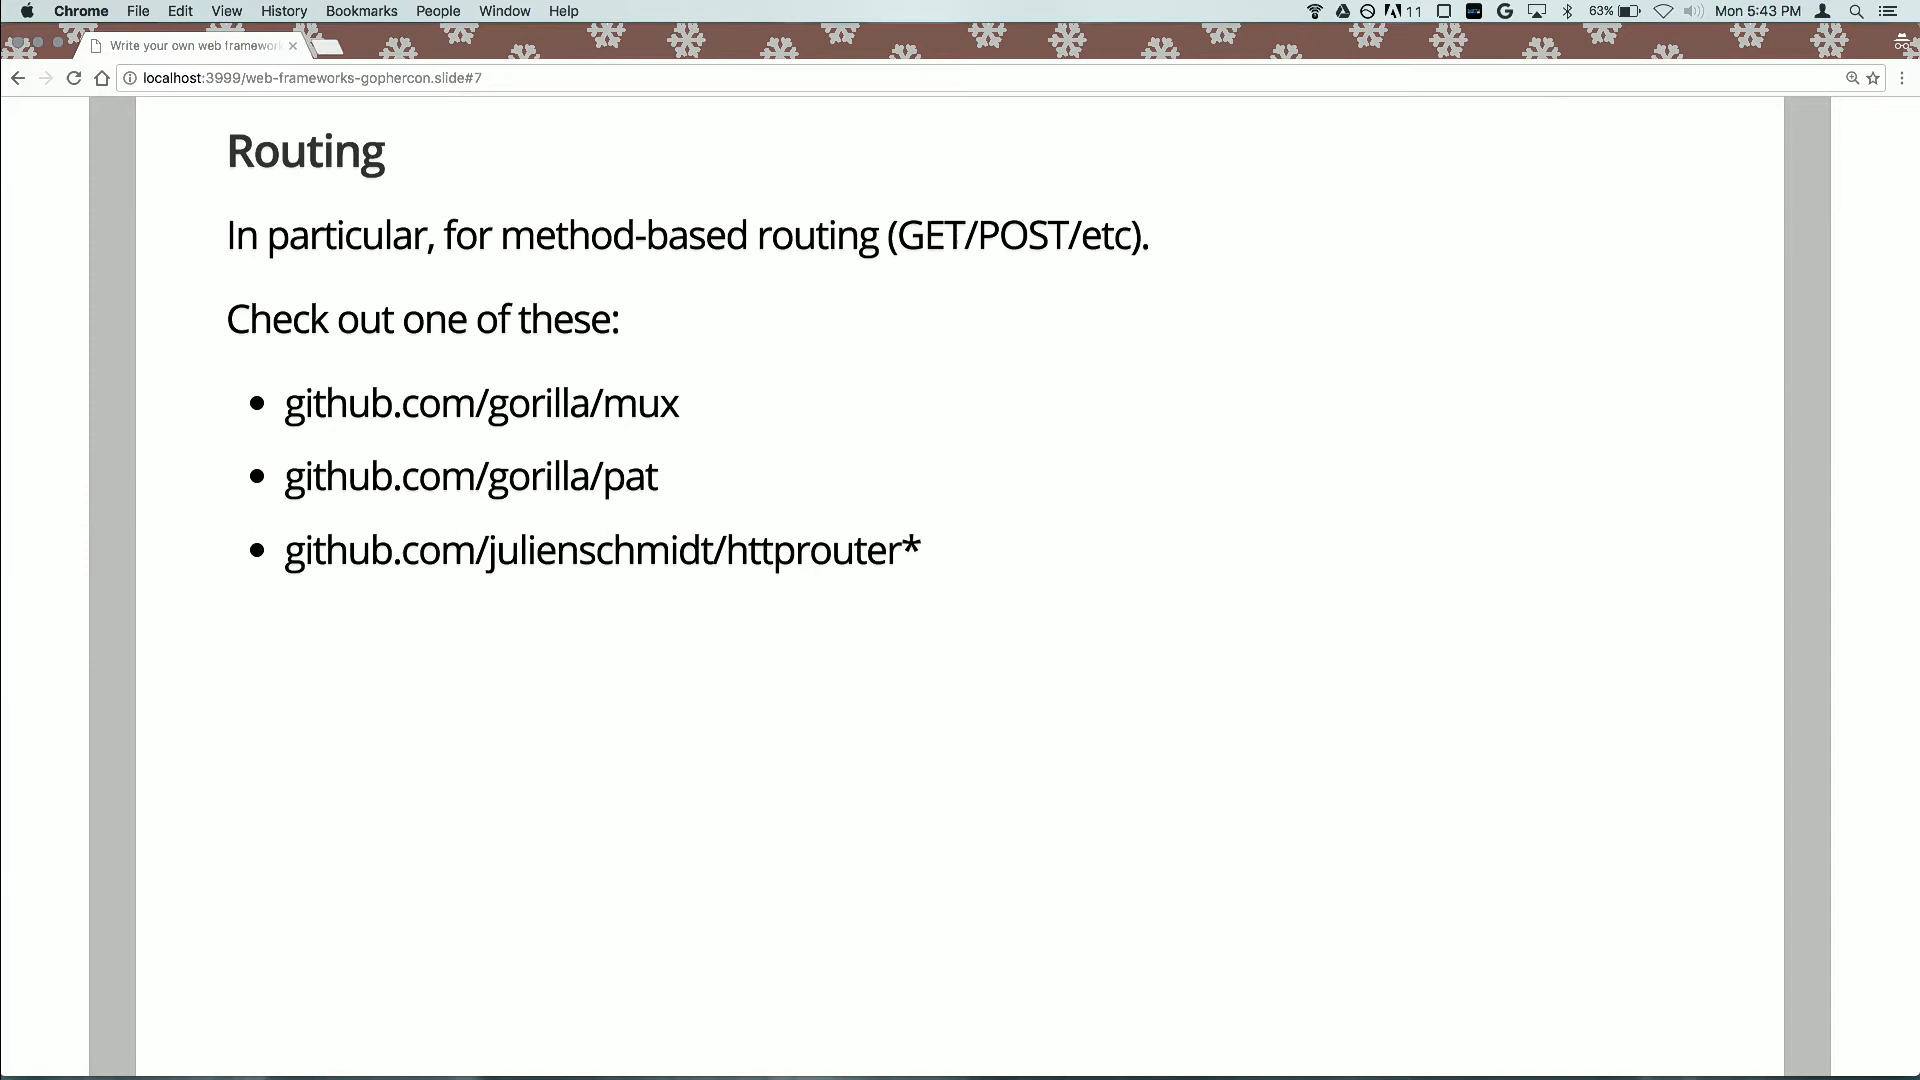 Chrome File Edit View History Bookmarks People Window Help 11 63% Mon 5:43 PM
Write your own web framewor
localhost:3999/web-frameworks-gophercon.slide#7
Routing
In particular, for method-based routing (GET/POST/etc).
Check out one of these:
• github.com/gorilla/mux
• github.com/gorilla/pat
• github.com/julienschmidt/httprouter*